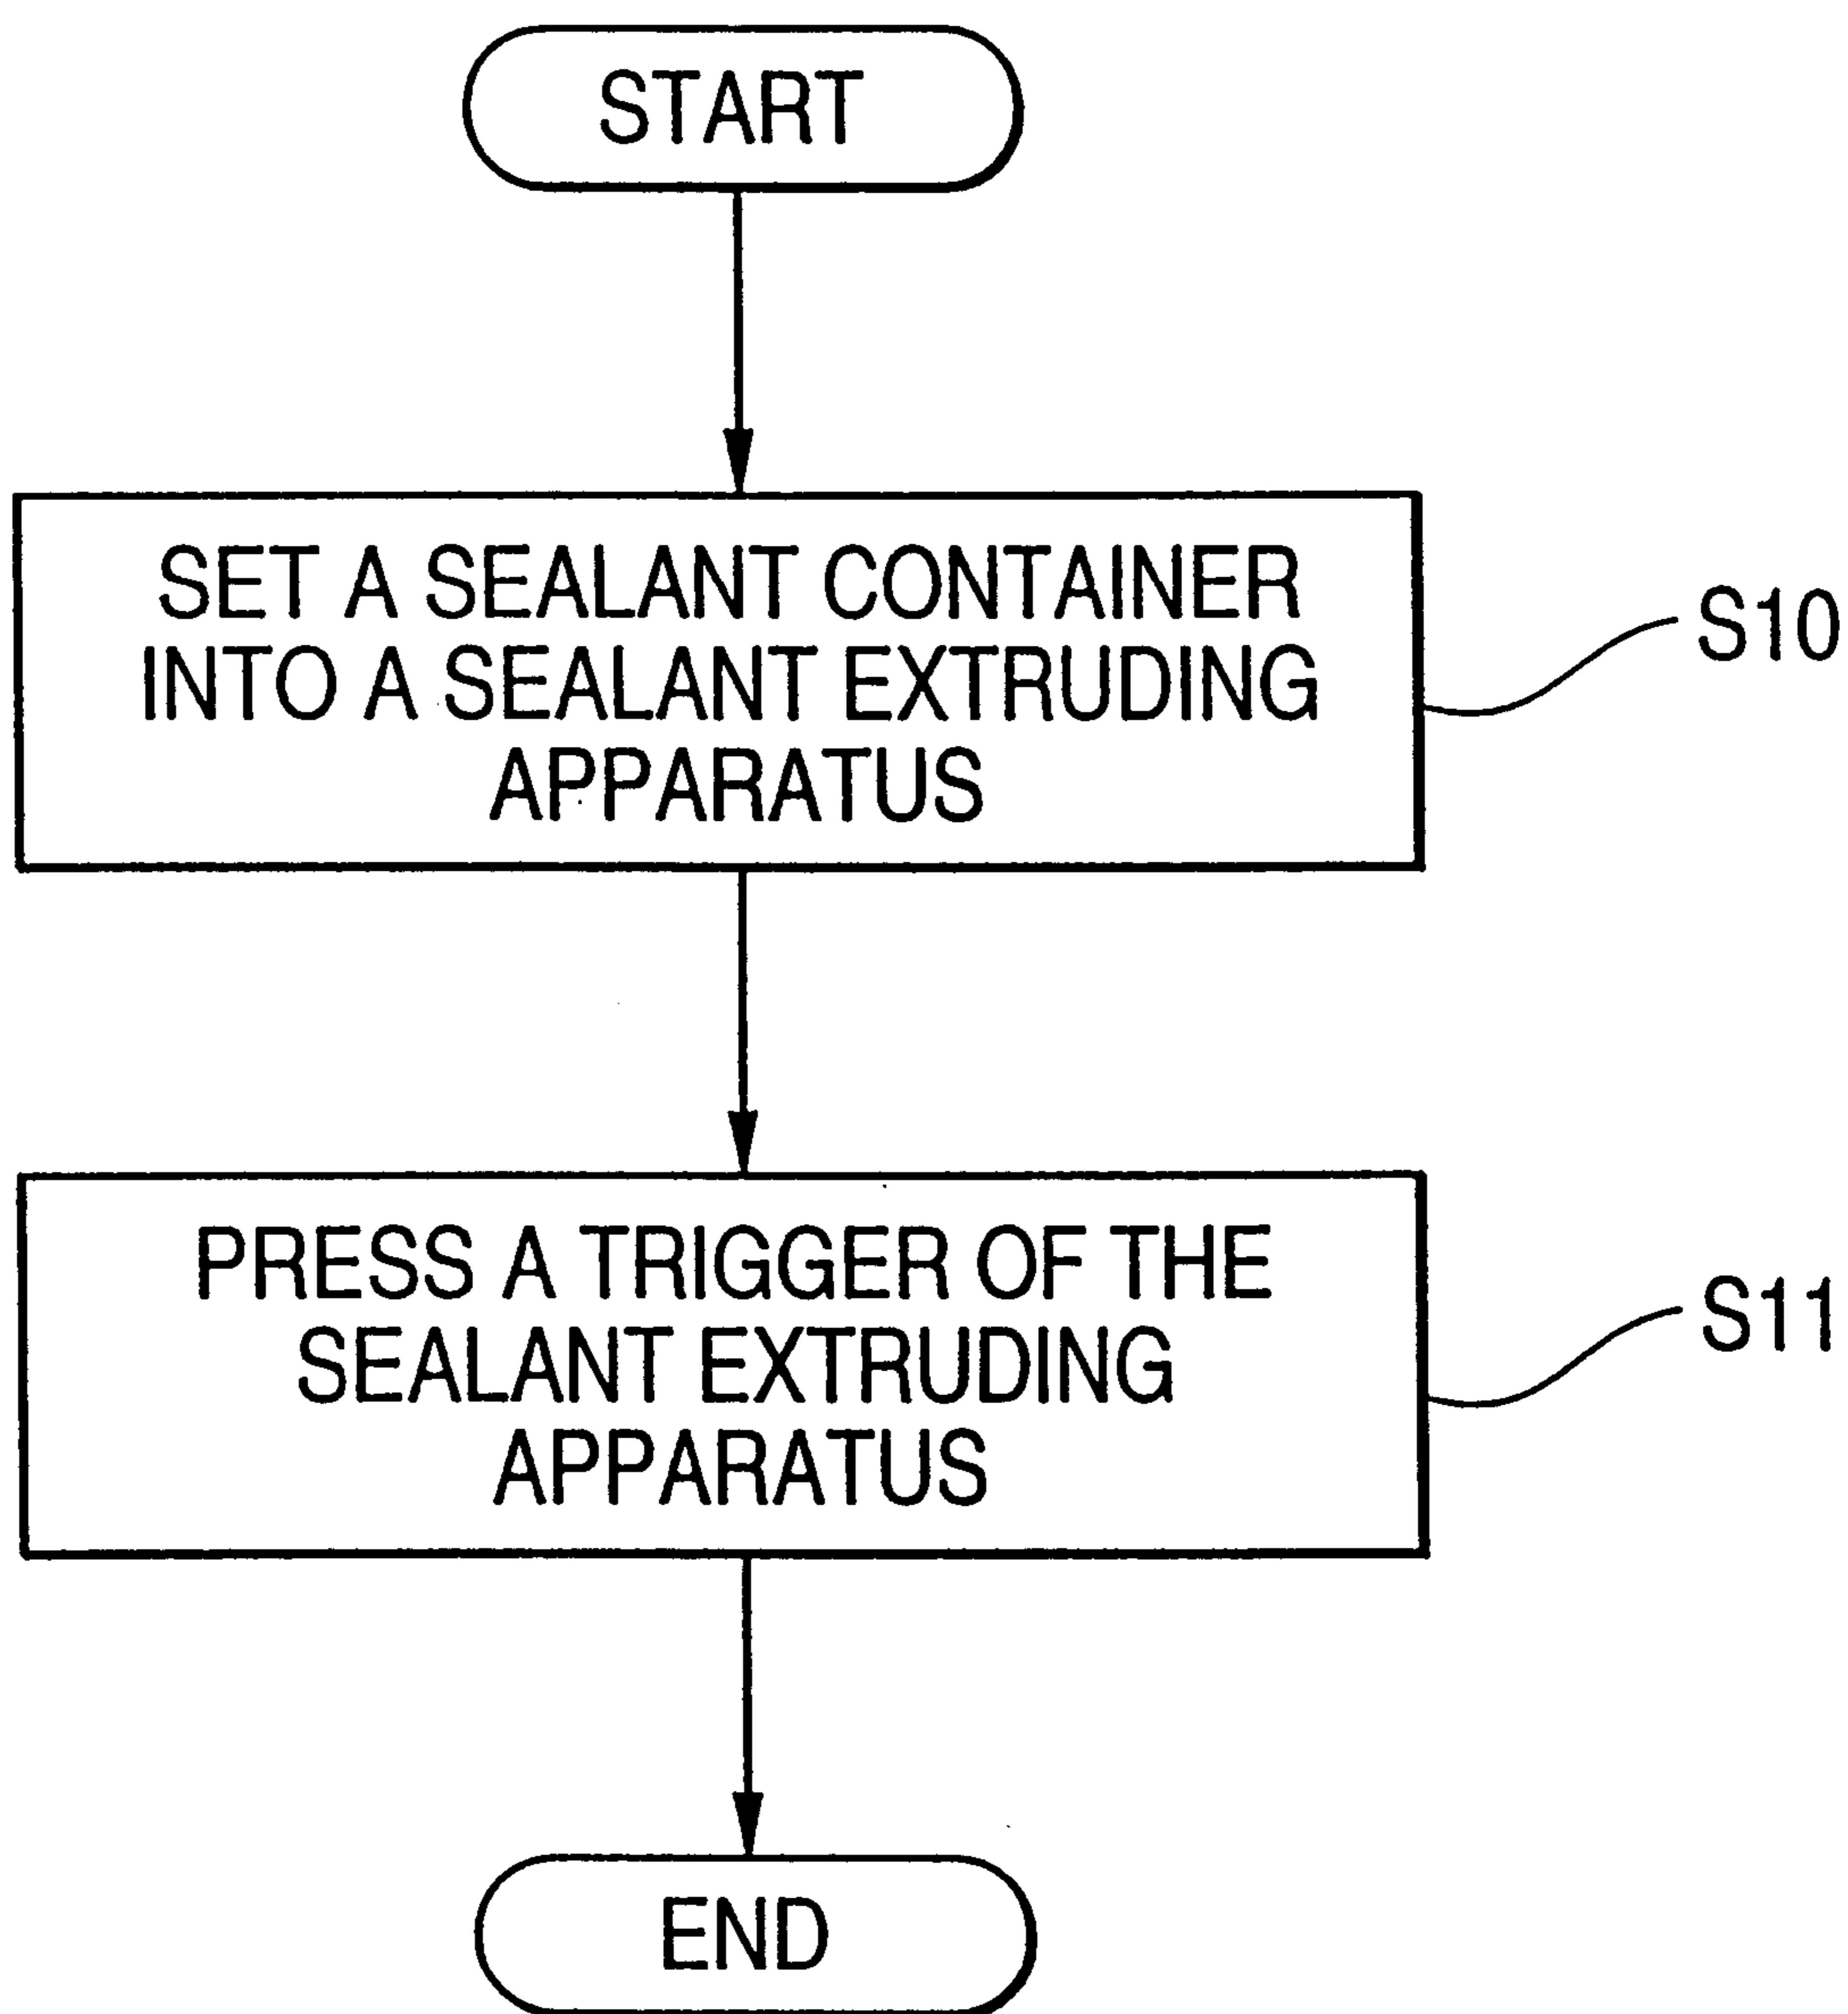 START
SET A SEALANT CONTAINER
INTO A SEALANT EXTRUDING
APPARATUS
S10
PRESS A TRIGGER OF THE
SEALANT EXTRUDING
APPARATUS
S11
END